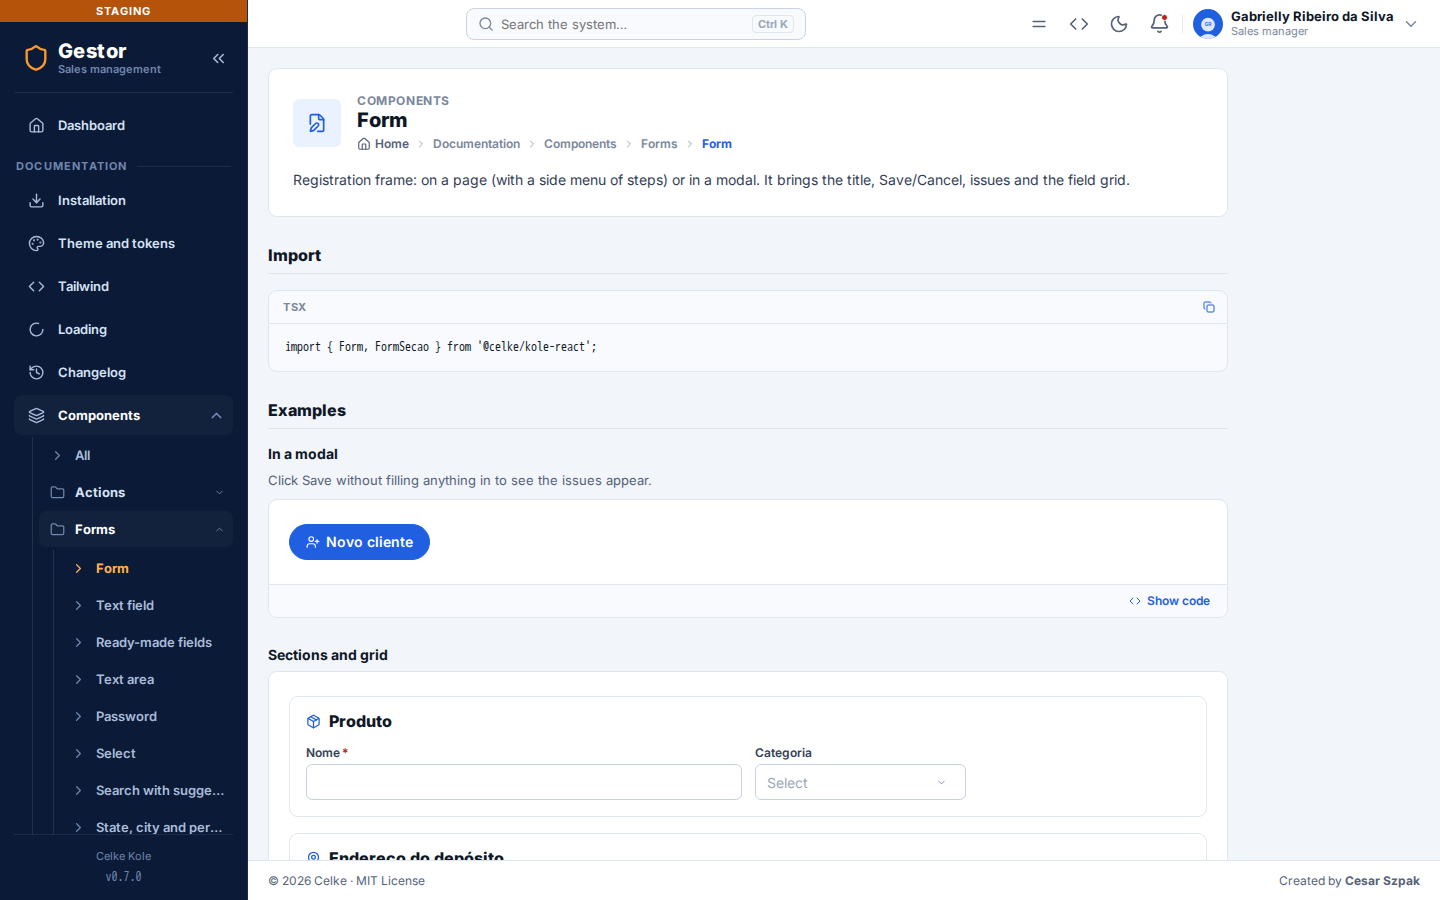 STAGING
Gestor
Sales management
Dashboard
DOCUMENTATION
Installation
Theme and tokens
Tailwind
Loading
Changelog
Components
All
Actions
Forms
Form
Text field
Ready-made fields
Text area
Password
Select
Search with sugge...
State, city and per...
Celke Kole
v0.7.0
Search the system...
Ctrl K
GR
Gabrielly Ribeiro da Silva
Sales manager
COMPONENTS
Form
Home
Documentation
Components
Forms
Form
Registration frame: on a page (with a side menu of steps) or in a modal. It brings the title, Save/Cancel, issues and the field grid.
Import
TSX
import { Form, FormSecao } from '@celke/kole-react';
Examples
In a modal
Click Save without filling anything in to see the issues appear.
Novo cliente
Show code
Sections and grid
Produto
Nome *
Categoria
Select
Endereço do depósito
© 2026 Celke · MIT License
Created by Cesar Szpak